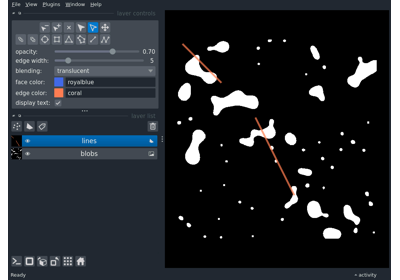 File View Plugins Window Help
layer controls
opacity: 0.70
edge width: 5
blending: translucent
face color: royalblue
edge color: coral
display text:
layer list
lines
blobs
Ready
activity